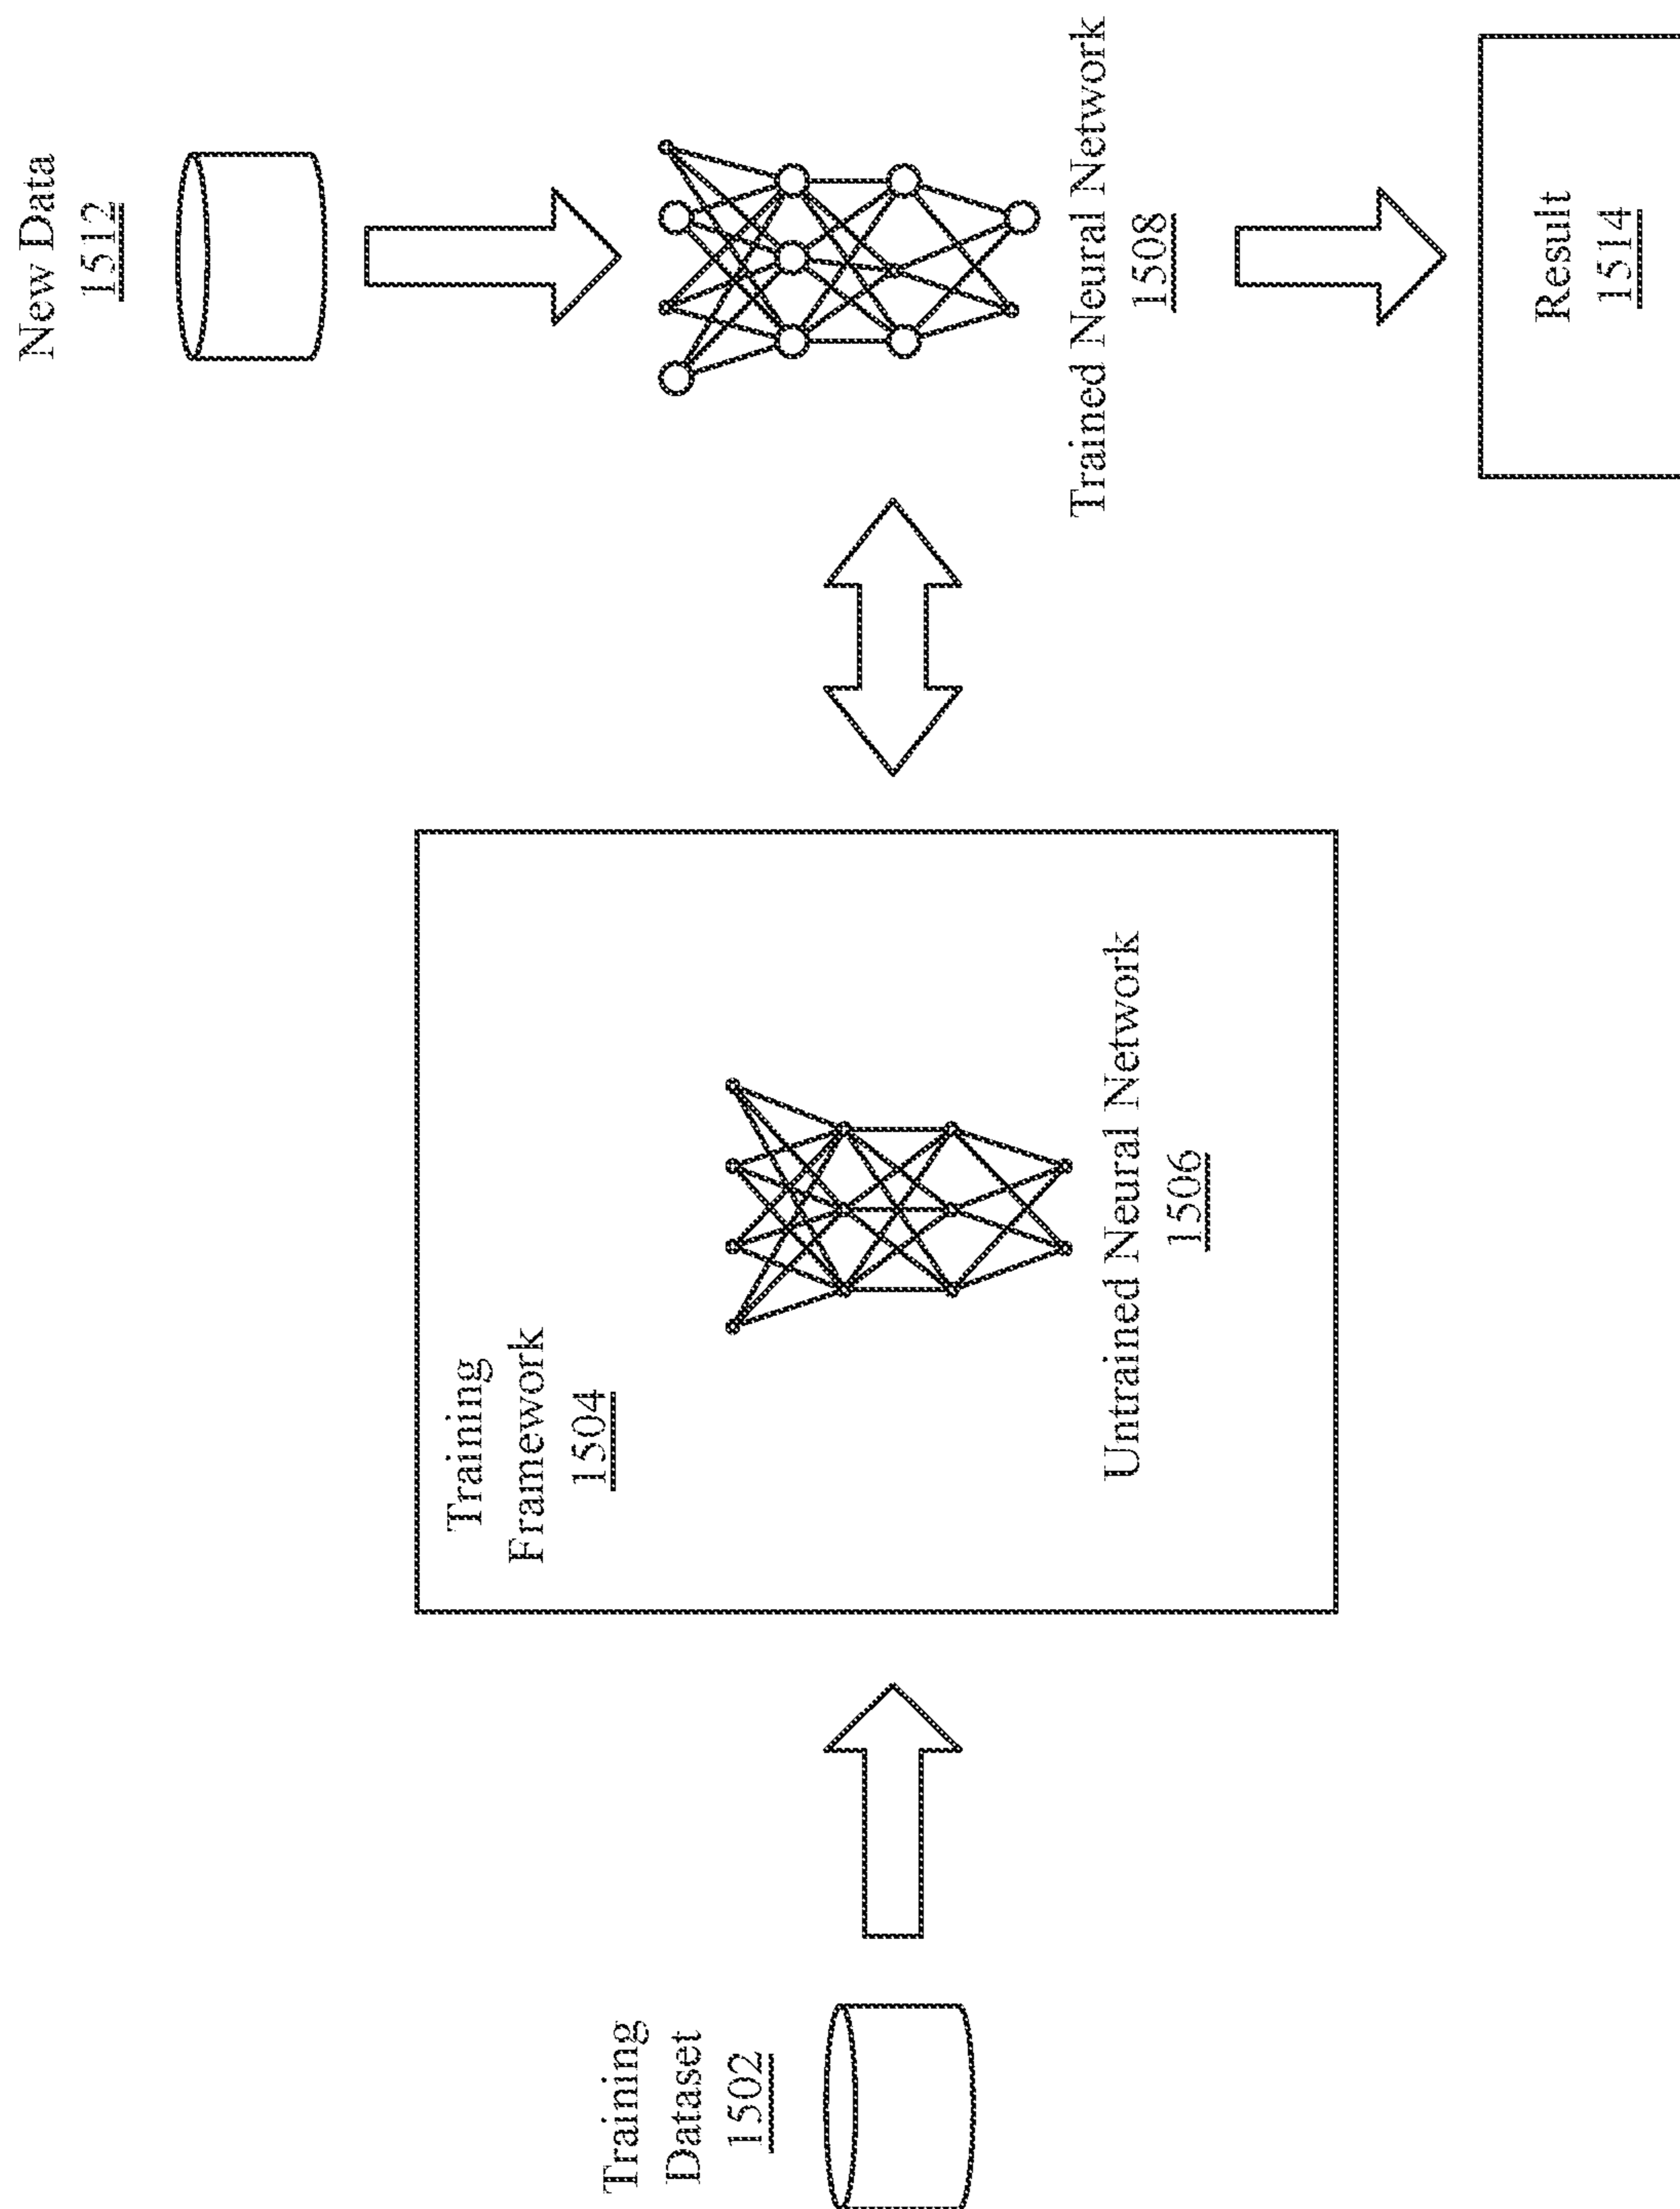 Training
Dataset
1502
Training
Framework
1504
Untrained Neural Network
1506
New Data
1512
Trained Neural Network
1508
Result
1514